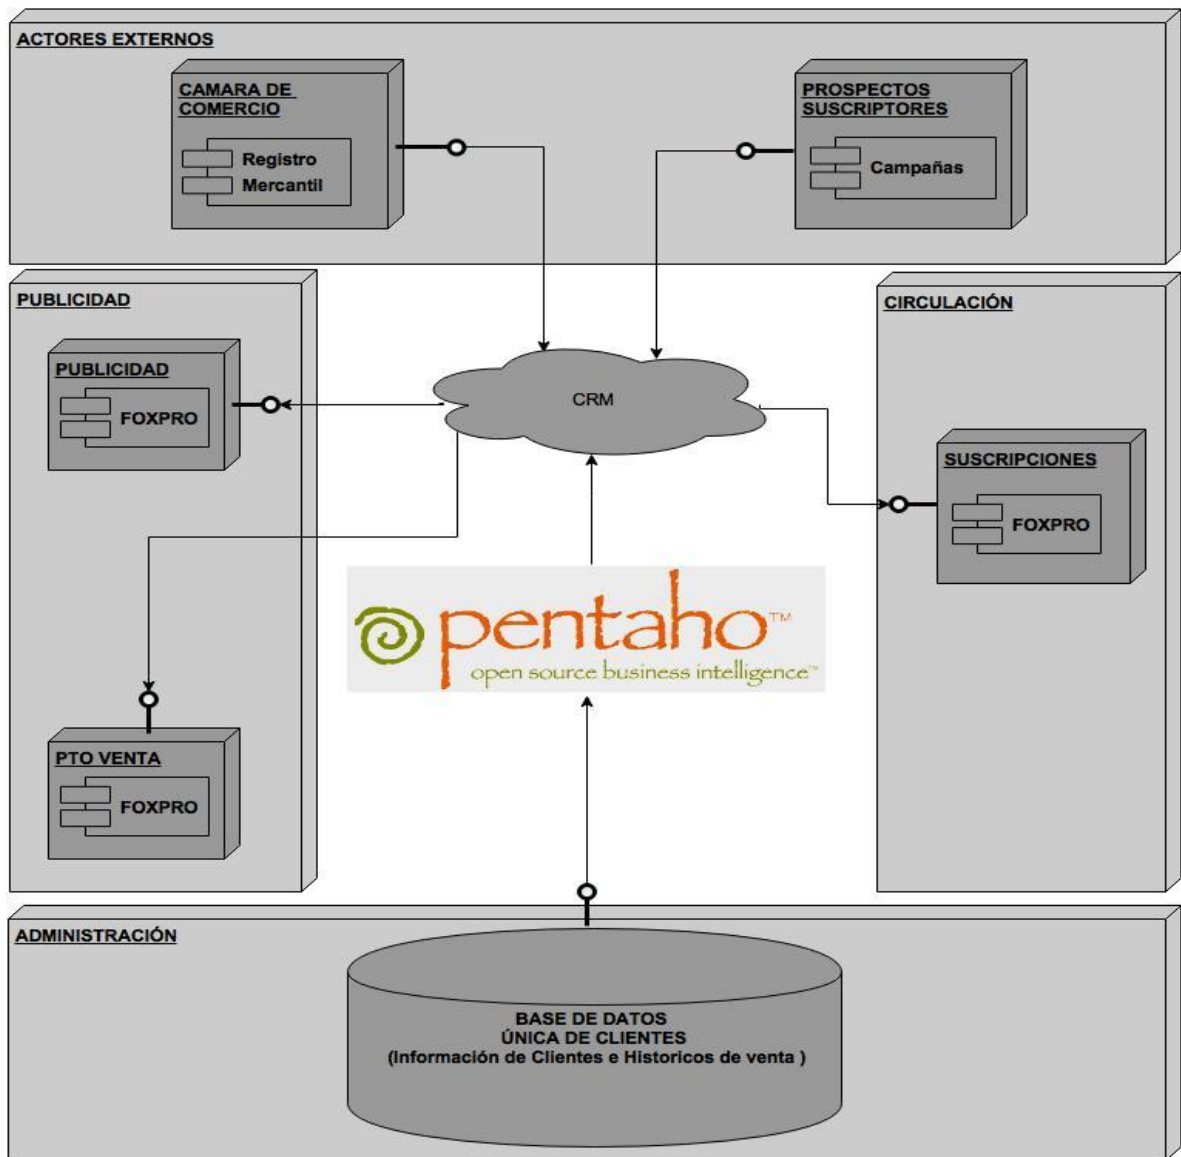 ACTORES EXTERNOS
CAMARA DE
COMERCIO
Registro
Mercantil
PROSPECTOS
SUSCRIPTORES
Campañas
PUBLICIDAD
PUBLICIDAD
FOXPRO
CIRCULACIÓN
CRM
SUSCRIPCIONES
FOXPRO
pentaho™
open source business intelligence™
PTO VENTA
FOXPRO
ADMINISTRACIÓN
BASE DE DATOS
ÚNICA DE CLIENTES
(Información de Clientes e Historicos de venta )